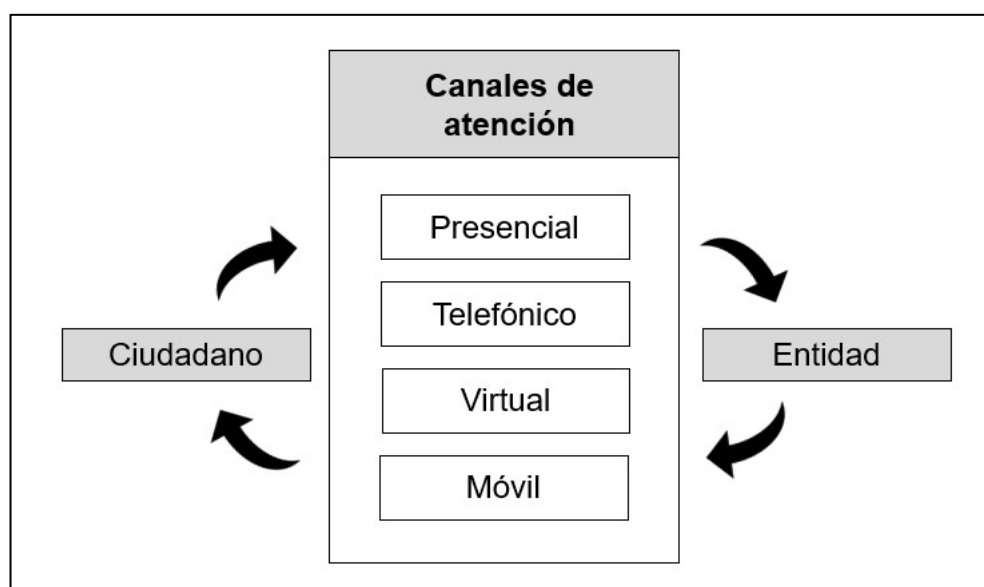 Canales de
atención
Presencial
Telefónico
Ciudadano
Entidad
Virtual
Móvil